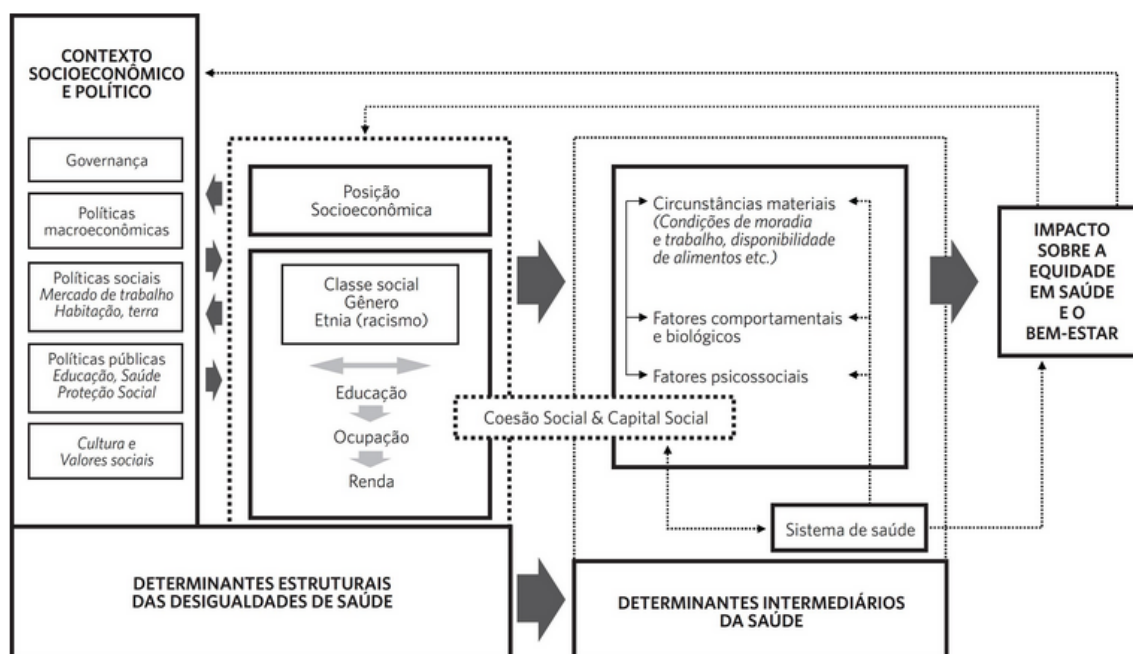 CONTEXTO
SOCIOECONÔMICO
E POLÍTICO
Governança
Políticas
macroeconômicas
Políticas sociais
Mercado de trabalho
Habitação, terra
Políticas públicas
Educação, Saúde
Proteção Social
Cultura e
Valores sociais
Posição
Socioeconômica
Classe social
Gênero
Etnia (racismo)
Educação
Ocupação
Renda
Coesão Social & Capital Social
Circunstâncias materiais
(Condições de moradia
e trabalho, disponibilidade
de alimentos etc.)
Fatores comportamentais
e biológicos
Fatores psicossociais
Sistema de saúde
IMPACTO
SOBRE A
EQUIDADE
EM SAÚDE
E O
BEM-ESTAR
DETERMINANTES ESTRUTURAIS
DAS DESIGUALDADES DE SAÚDE
DETERMINANTES INTERMEDIÁRIOS
DA SAÚDE